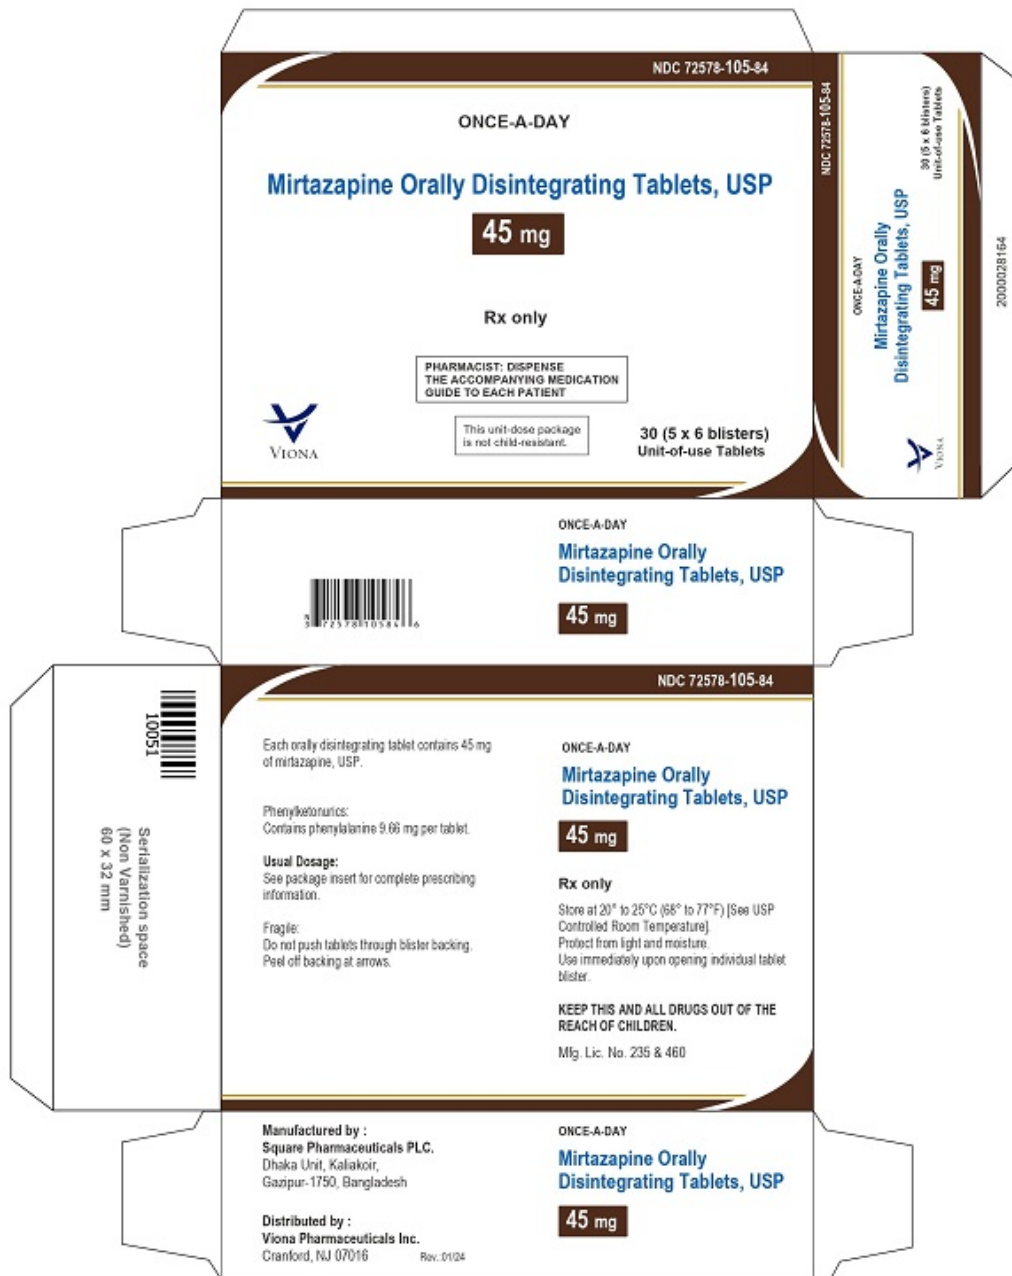 NDC 72578-105-84
ONCE-A-DAY
Mirtazapine Orally Disintegrating Tablets, USP
45 mg
Rx only
PHARMACIST: DISPENSE
THE ACCOMPANYING MEDICATION
GUIDE TO EACH PATIENT
This unit-dose package
is not child-resistant.
30 (5 x 6 blisters)
Unit-of-use Tablets
VIONA
NDC 72578-105-84
ONCE-A-DAY
Mirtazapine Orally
Disintegrating Tablets, USP
45 mg
30 (5 x 6 blisters)
Unit-of-use Tablets
VIONA
2000028164
ONCE-A-DAY
Mirtazapine Orally
Disintegrating Tablets, USP
45 mg
N
3 72578 10584 6
10051
Serialization space
(Non Varnished)
60 x 32 mm
NDC 72578-105-84
Each orally disintegrating tablet contains 45 mg
of mirtazapine, USP.
Phenylketonurics:
Contains phenylalanine 9.66 mg per tablet.
Usual Dosage:
See package insert for complete prescribing
information.
Fragile:
Do not push tablets through blister backing.
Peel off backing at arrows.
ONCE-A-DAY
Mirtazapine Orally
Disintegrating Tablets, USP
45 mg
Rx only
Store at 20° to 25°C (68° to 77°F) [See USP
Controlled Room Temperature].
Protect from light and moisture.
Use immediately upon opening individual tablet
blister.
KEEP THIS AND ALL DRUGS OUT OF THE
REACH OF CHILDREN.
Mfg. Lic. No. 235 & 460
Manufactured by :
Square Pharmaceuticals PLC.
Dhaka Unit, Kaliakoir,
Gazipur-1750, Bangladesh
Distributed by :
Viona Pharmaceuticals Inc.
Cranford, NJ 07016
Rev.:01/24
ONCE-A-DAY
Mirtazapine Orally
Disintegrating Tablets, USP
45 mg